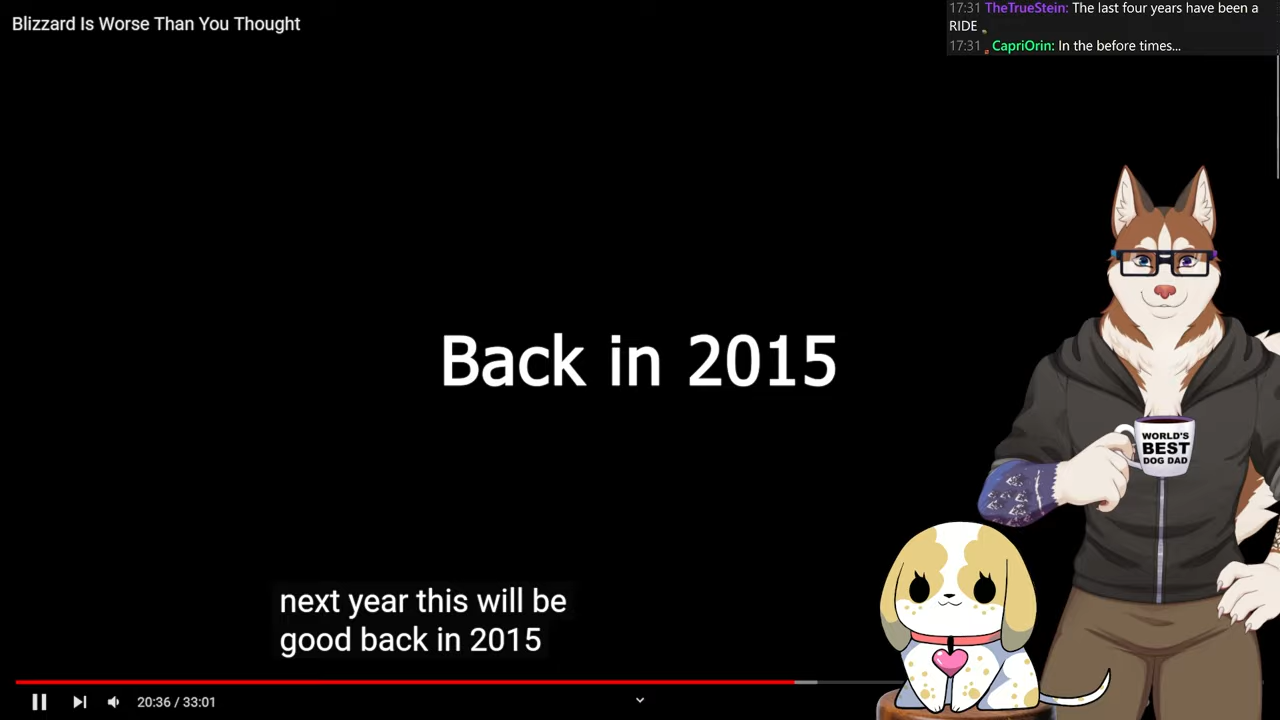 Blizzard Is Worse Than You Thought
17:31 TheTrueStein: The last four years have been a
RIDE
17:31 CapriOrin: In the before times...
Back in 2015
WORLD'S
BEST
DOG DAD
next year this will be
good back in 2015
20:36 / 33:01